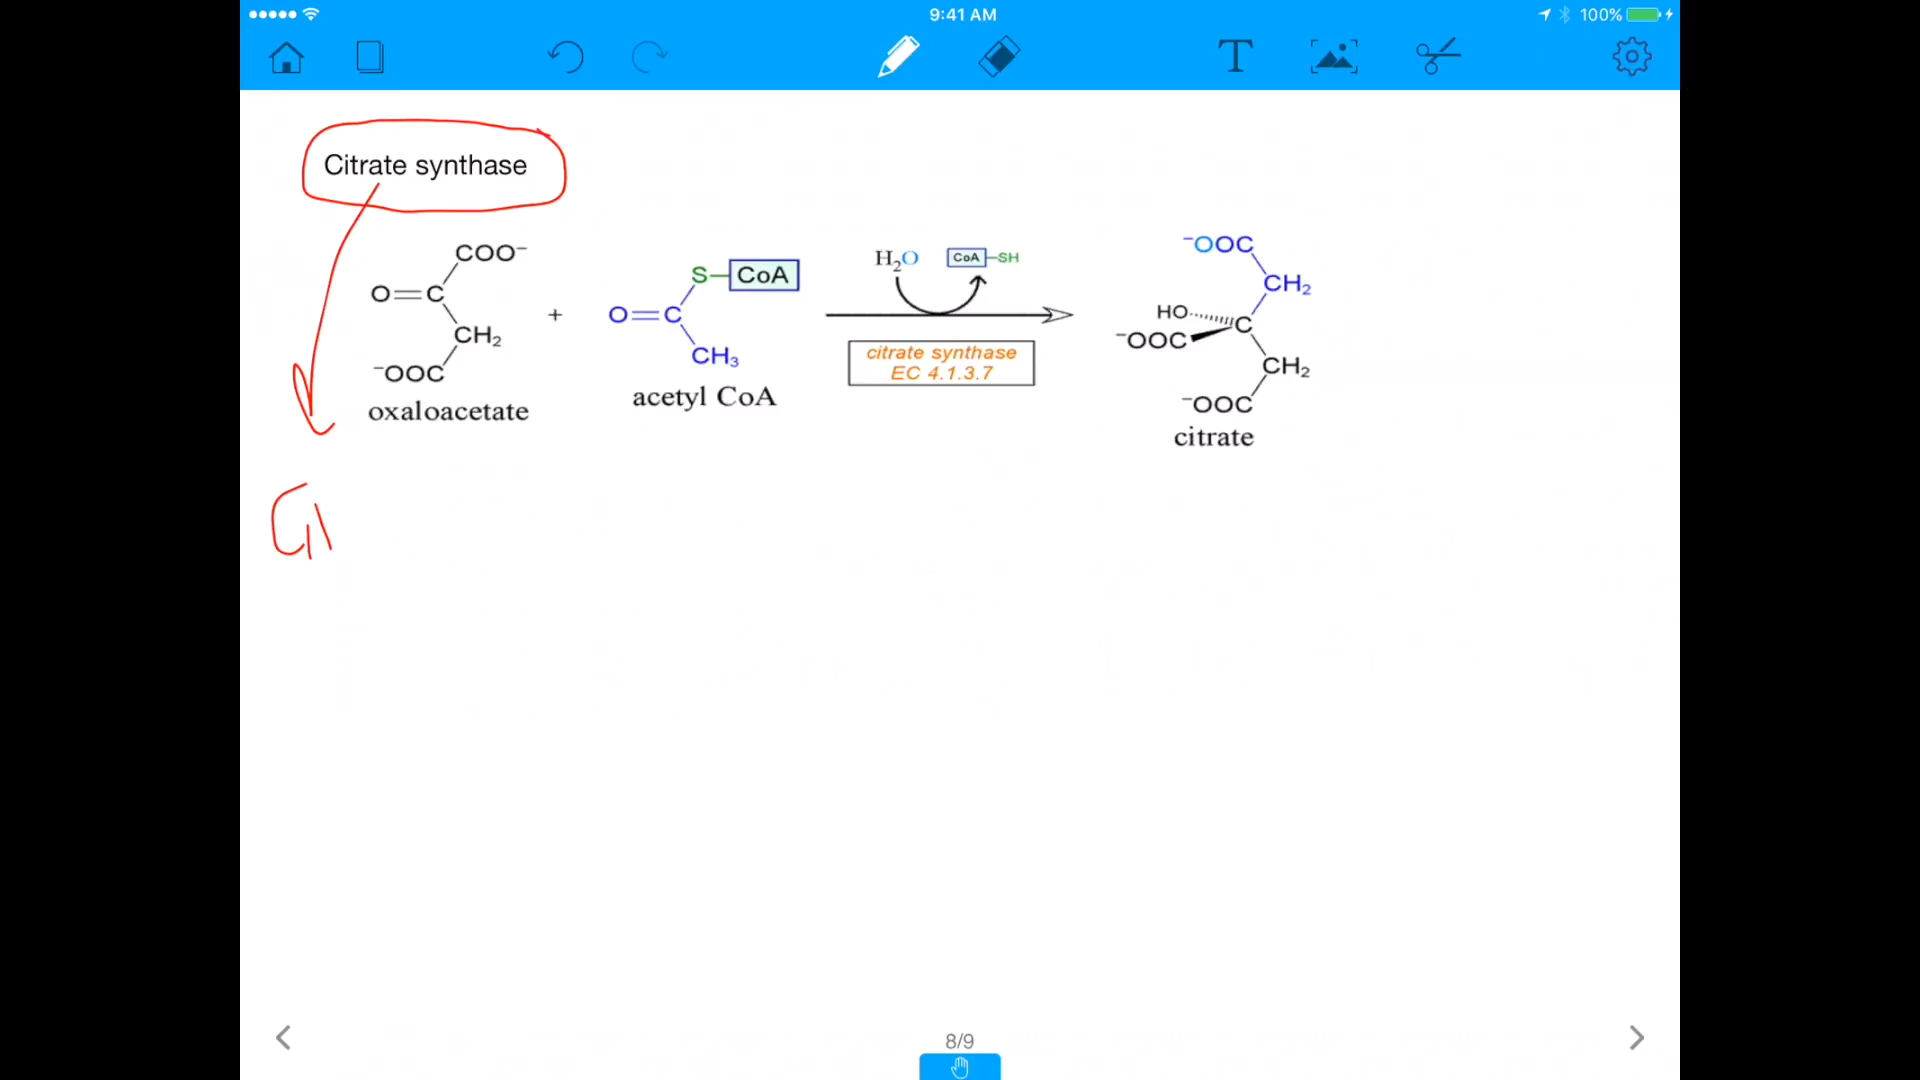 9:41 AM
100%
T
Citrate synthase
COO⁻
O=C
CH₂
⁻OOC
oxaloacetate
+
S–CoA
O=C
CH₃
acetyl CoA
H₂O CoA–SH
citrate synthase
EC 4.1.3.7
⁻OOC
CH₂
HO
C
⁻OOC
CH₂
⁻OOC
citrate
8/9